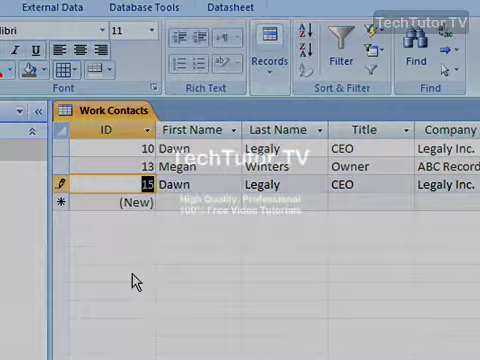 External Data Database Tools Datasheet
TechTutor.TV
11
B I U
Rich Text
Records
Filter
Sort & Filter
Find
Find
Work Contacts
ID First Name Last Name Title Company
10 Dawn Legaly CEO Legaly Inc.
13 Megan Winters Owner ABC Record
15 Dawn Legaly CEO Legaly Inc.
(New)
TechTutor.TV
High Quality, Professional
100% Free Video Tutorials